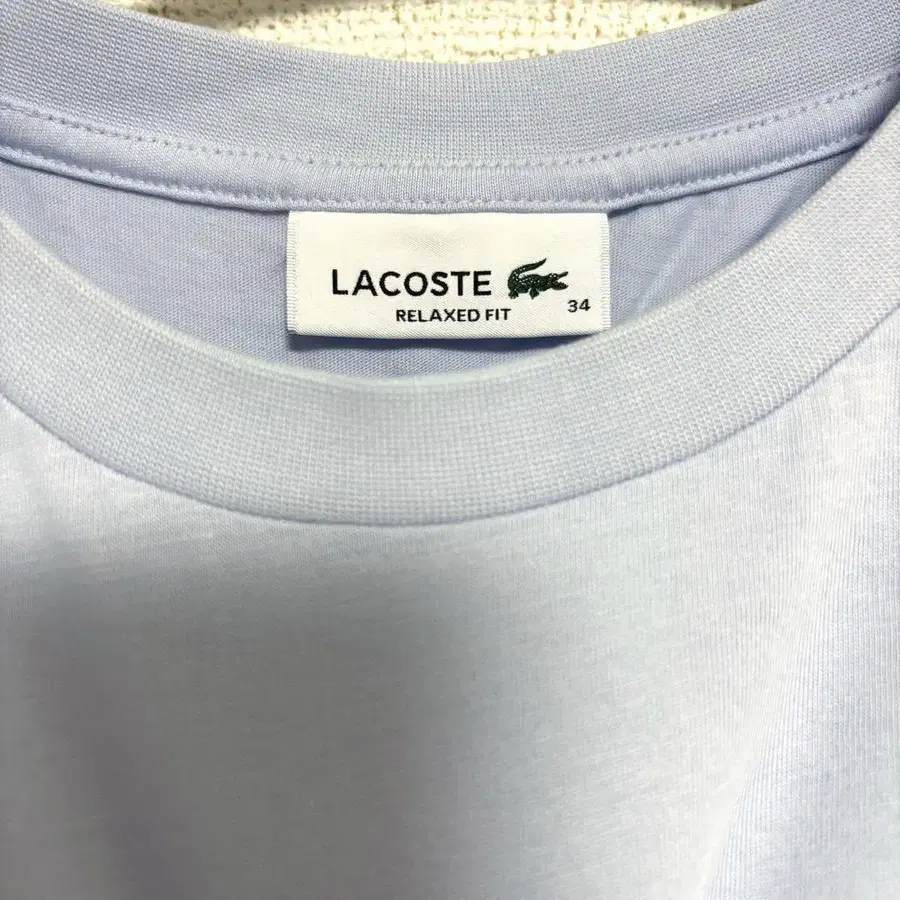 LACOSTE
RELAXED FIT
34